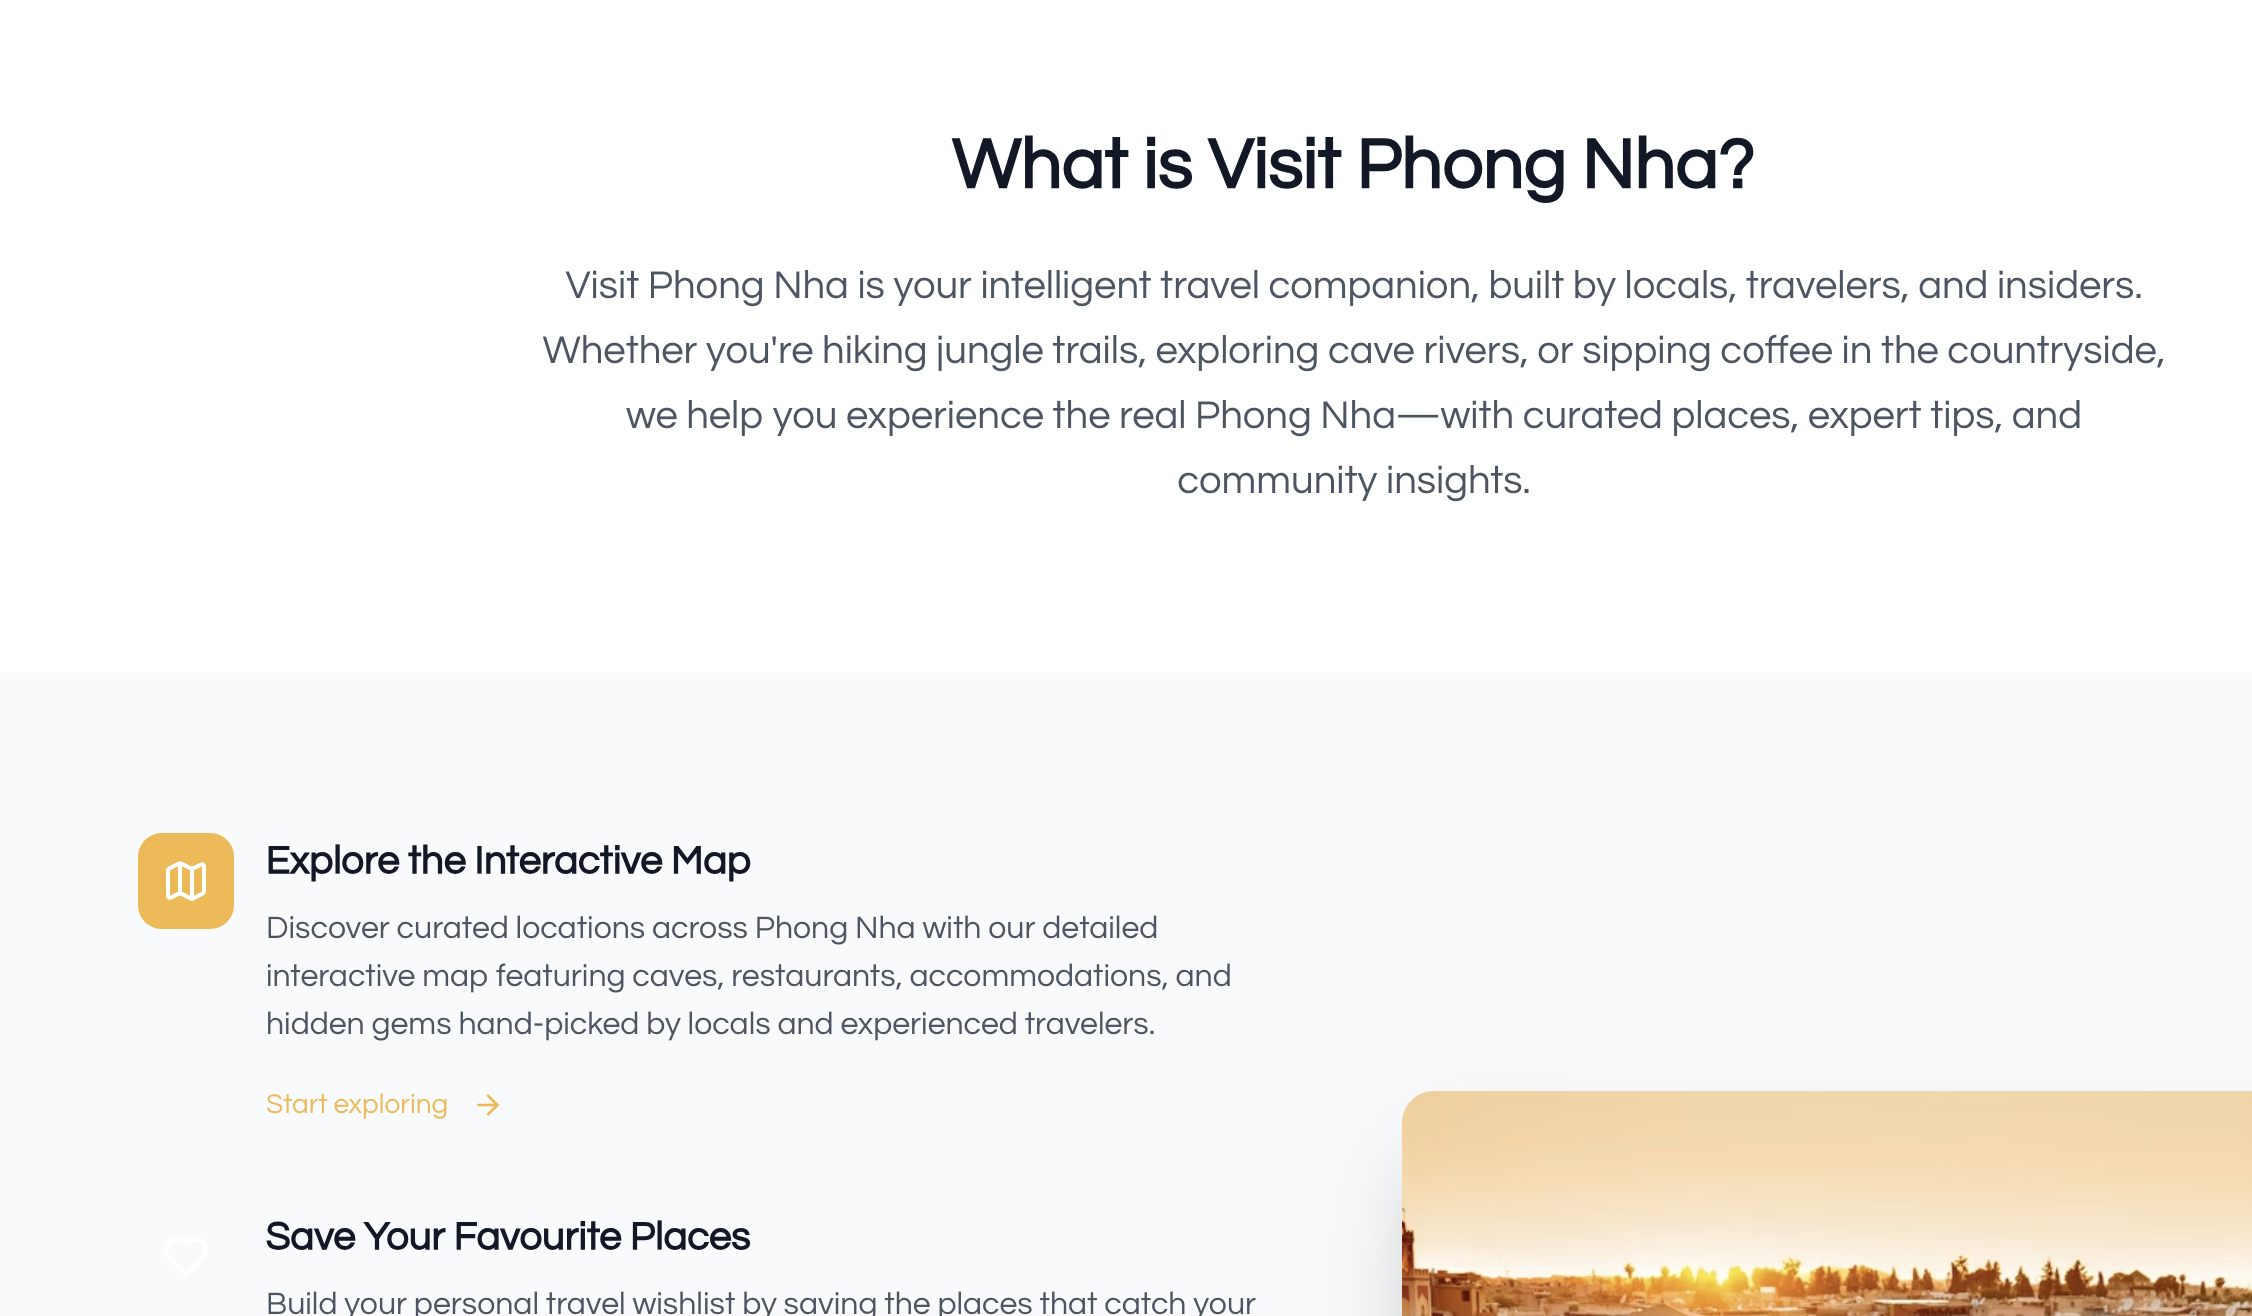 What is Visit Phong Nha?
Visit Phong Nha is your intelligent travel companion, built by locals, travelers, and insiders.
Whether you're hiking jungle trails, exploring cave rivers, or sipping coffee in the countryside,
we help you experience the real Phong Nha—with curated places, expert tips, and
community insights.
Explore the Interactive Map
Discover curated locations across Phong Nha with our detailed
interactive map featuring caves, restaurants, accommodations, and
hidden gems hand-picked by locals and experienced travelers.
Start exploring
Save Your Favourite Places
Build your personal travel wishlist by saving the places that catch your